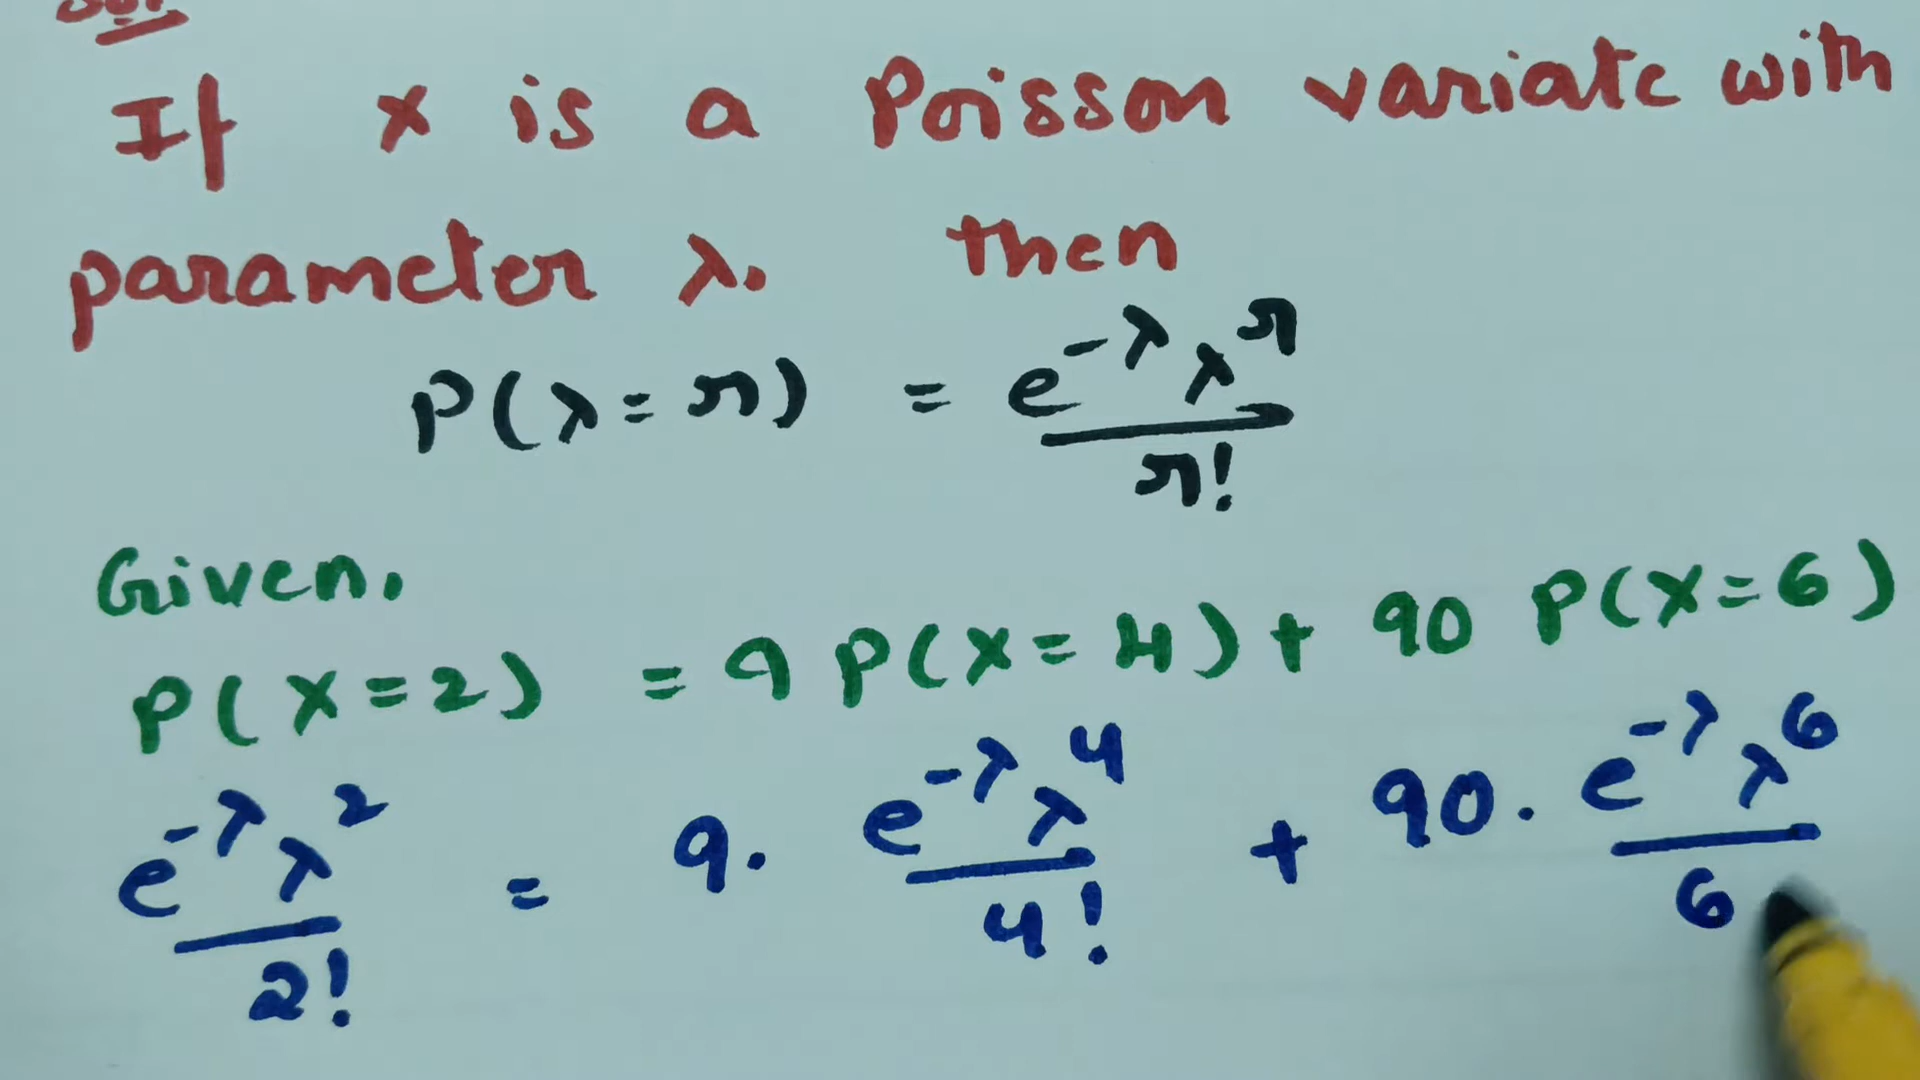 Sol
If x is a Poisson variate with
parameter λ. then
P(λ=r) = e^-λ λ^r / r!
Given,
P(X=2) = 9 P(X=4) + 90 P(X=6)
e^-λ λ^2 / 2! = 9. e^-λ λ^4 / 4! + 90. e^-λ λ^6 / 6